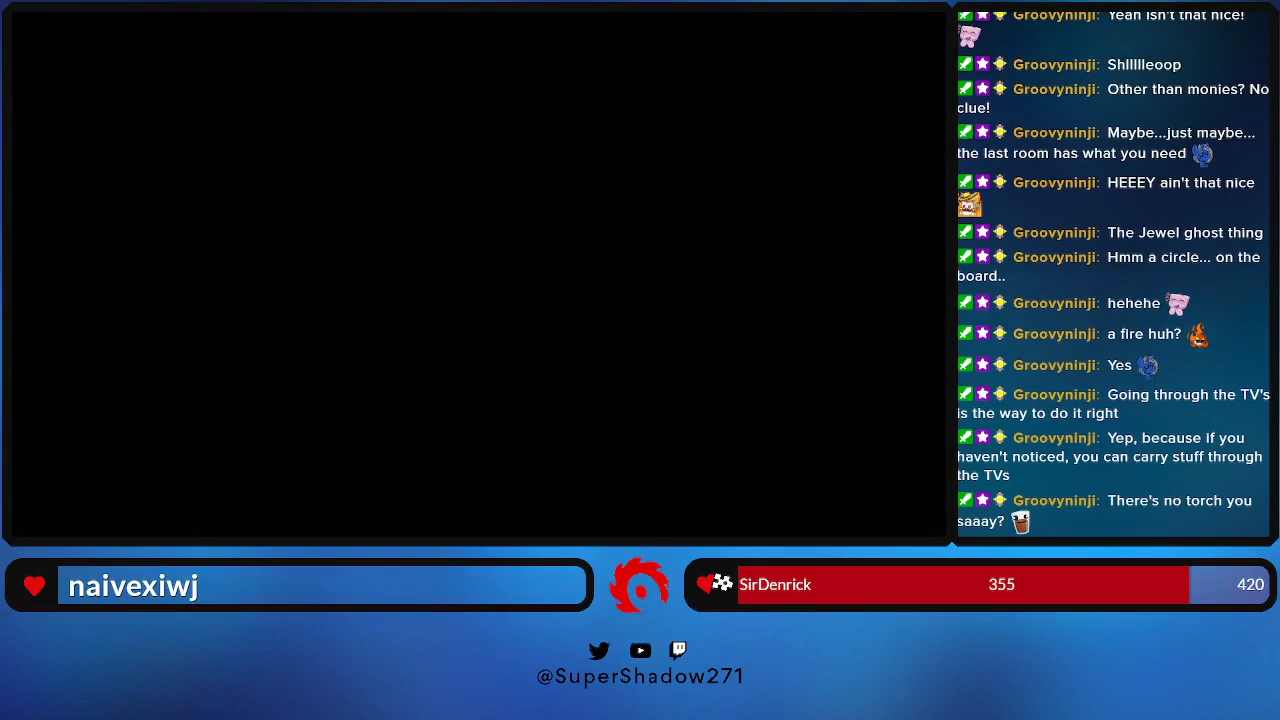 Groovyninji: Yeah isn't that nice!
Groovyninji: Shlllleoop
Groovyninji: Other than monies? No
clue!
Groovyninji: Maybe...just maybe...
the last room has what you need
Groovyninji: HEEEY ain't that nice
Groovyninji: The Jewel ghost thing
Groovyninji: Hmm a circle... on the
board..
Groovyninji: hehehe
Groovyninji: a fire huh?
Groovyninji: Yes
Groovyninji: Going through the TV's
is the way to do it right
Groovyninji: Yep, because if you
haven't noticed, you can carry stuff through
the TVs
Groovyninji: There's no torch you
saaay?
naivexiwj
SirDenrick 355 420
@SuperShadow271